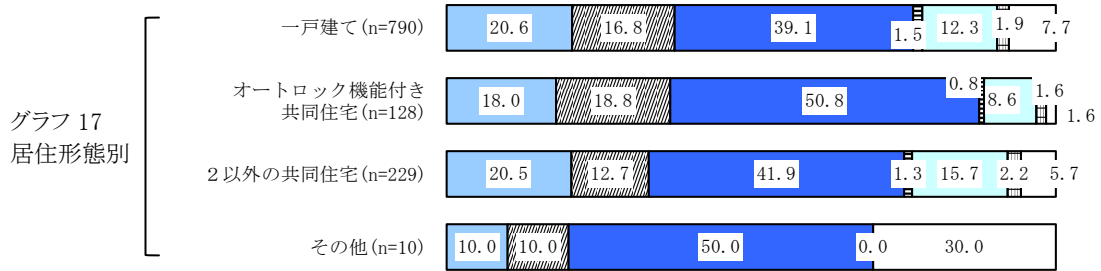 一戸建て(n=790)
20.6 16.8 39.1 1.5 12.3 1.9 7.7
オートロック機能付き
共同住宅(n=128)
18.0 18.8 50.8 0.8 8.6 1.6 1.6
グラフ 17
居住形態別
２以外の共同住宅(n=229)
20.5 12.7 41.9 1.3 15.7 2.2 5.7
その他(n=10)
10.0 10.0 50.0 0.0 30.0